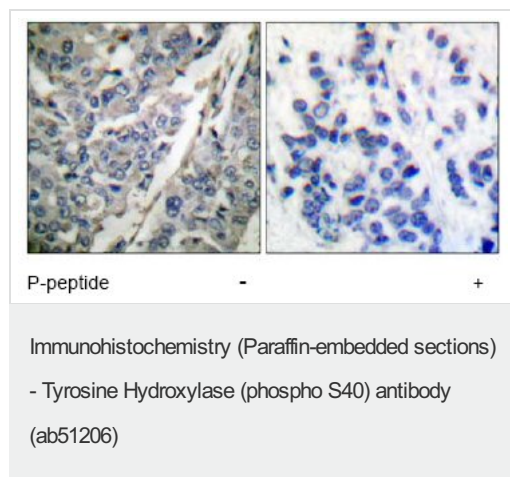 P-peptide - +
Immunohistochemistry (Paraffin-embedded sections)
- Tyrosine Hydroxylase (phospho S40) antibody
(ab51206)